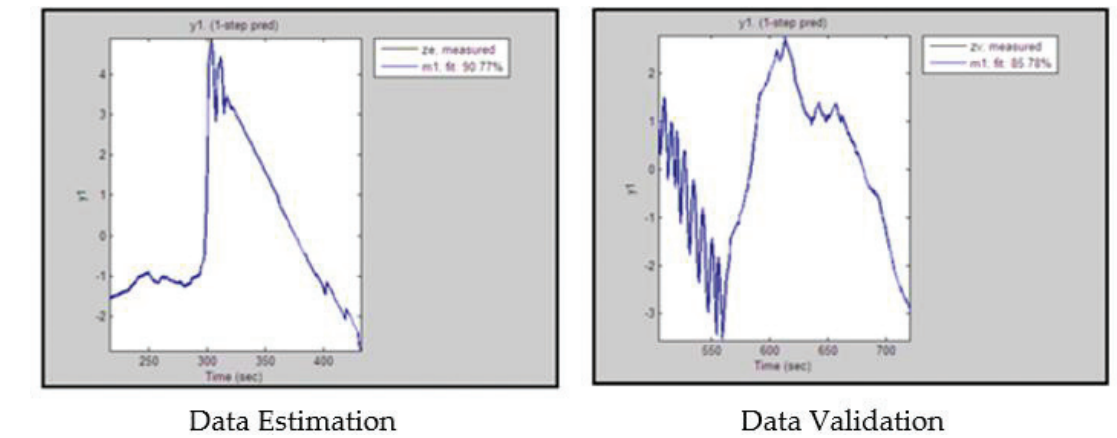 y1. (1-step pred)
ze. measured
m1. fit: 90.77%
4
3
2
1
0
-1
-2
y1
250 300 350 400
Time (sec)
Data Estimation
y1. (1-step pred)
zv. measured
m1. fit: 85.78%
2
1
0
-1
-2
-3
y1
550 600 650 700
Time (sec)
Data Validation